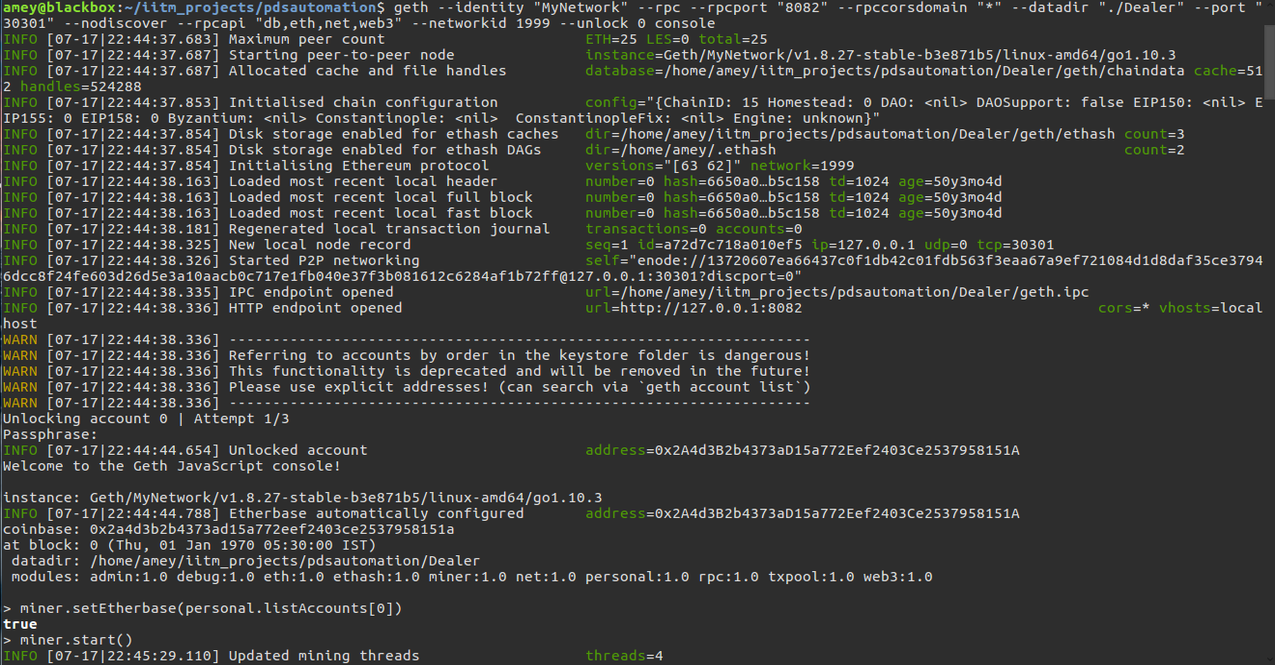 amey@blackbox:~/iitm_projects/pdsautomation$ geth --identity "MyNetwork" --rpc --rpcport "8082" --rpccorsdomain "*" --datadir "./Dealer" --port "
30301" --nodiscover --rpcapi "db,eth,net,web3" --networkid 1999 --unlock 0 console
INFO [07-17|22:44:37.683] Maximum peer count ETH=25 LES=0 total=25
INFO [07-17|22:44:37.687] Starting peer-to-peer node instance=Geth/MyNetwork/v1.8.27-stable-b3e871b5/linux-amd64/go1.10.3
INFO [07-17|22:44:37.687] Allocated cache and file handles database=/home/amey/iitm_projects/pdsautomation/Dealer/geth/chaindata cache=51
2 handles=524288
INFO [07-17|22:44:37.853] Initialised chain configuration config="{ChainID: 15 Homestead: 0 DAO: <nil> DAOSupport: false EIP150: <nil> E
IP155: 0 EIP158: 0 Byzantium: <nil> Constantinople: <nil>  ConstantinopleFix: <nil> Engine: unknown}"
INFO [07-17|22:44:37.854] Disk storage enabled for ethash caches dir=/home/amey/iitm_projects/pdsautomation/Dealer/geth/ethash count=3
INFO [07-17|22:44:37.854] Disk storage enabled for ethash DAGs dir=/home/amey/.ethash count=2
INFO [07-17|22:44:37.854] Initialising Ethereum protocol versions="[63 62]" network=1999
INFO [07-17|22:44:38.163] Loaded most recent local header number=0 hash=6650a0…b5c158 td=1024 age=50y3mo4d
INFO [07-17|22:44:38.163] Loaded most recent local full block number=0 hash=6650a0…b5c158 td=1024 age=50y3mo4d
INFO [07-17|22:44:38.163] Loaded most recent local fast block number=0 hash=6650a0…b5c158 td=1024 age=50y3mo4d
INFO [07-17|22:44:38.181] Regenerated local transaction journal transactions=0 accounts=0
INFO [07-17|22:44:38.325] New local node record seq=1 id=a72d7c718a010ef5 ip=127.0.0.1 udp=0 tcp=30301
INFO [07-17|22:44:38.326] Started P2P networking self="enode://13720607ea66437c0f1db42c01fdb563f3eaa67a9ef721084d1d8daf35ce3794
6dcc8f24fe603d26d5e3a10aacb0c717e1fb040e37f3b081612c6284af1b72ff@127.0.0.1:30301?discport=0"
INFO [07-17|22:44:38.335] IPC endpoint opened url=/home/amey/iitm_projects/pdsautomation/Dealer/geth.ipc
INFO [07-17|22:44:38.336] HTTP endpoint opened url=http://127.0.0.1:8082 cors=* vhosts=local
host
WARN [07-17|22:44:38.336] -------------------------------------------------------------------
WARN [07-17|22:44:38.336] Referring to accounts by order in the keystore folder is dangerous!
WARN [07-17|22:44:38.336] This functionality is deprecated and will be removed in the future!
WARN [07-17|22:44:38.336] Please use explicit addresses! (can search via `geth account list`)
WARN [07-17|22:44:38.336] -------------------------------------------------------------------
Unlocking account 0 | Attempt 1/3
Passphrase:
INFO [07-17|22:44:44.654] Unlocked account address=0x2A4d3B2b4373aD15a772Eef2403Ce2537958151A
Welcome to the Geth JavaScript console!
instance: Geth/MyNetwork/v1.8.27-stable-b3e871b5/linux-amd64/go1.10.3
INFO [07-17|22:44:44.788] Etherbase automatically configured address=0x2A4d3B2b4373aD15a772Eef2403Ce2537958151A
coinbase: 0x2a4d3b2b4373ad15a772eef2403ce2537958151a
at block: 0 (Thu, 01 Jan 1970 05:30:00 IST)
 datadir: /home/amey/iitm_projects/pdsautomation/Dealer
 modules: admin:1.0 debug:1.0 eth:1.0 ethash:1.0 miner:1.0 net:1.0 personal:1.0 rpc:1.0 txpool:1.0 web3:1.0
> miner.setEtherbase(personal.listAccounts[0])
true
> miner.start()
INFO [07-17|22:45:29.110] Updated mining threads threads=4